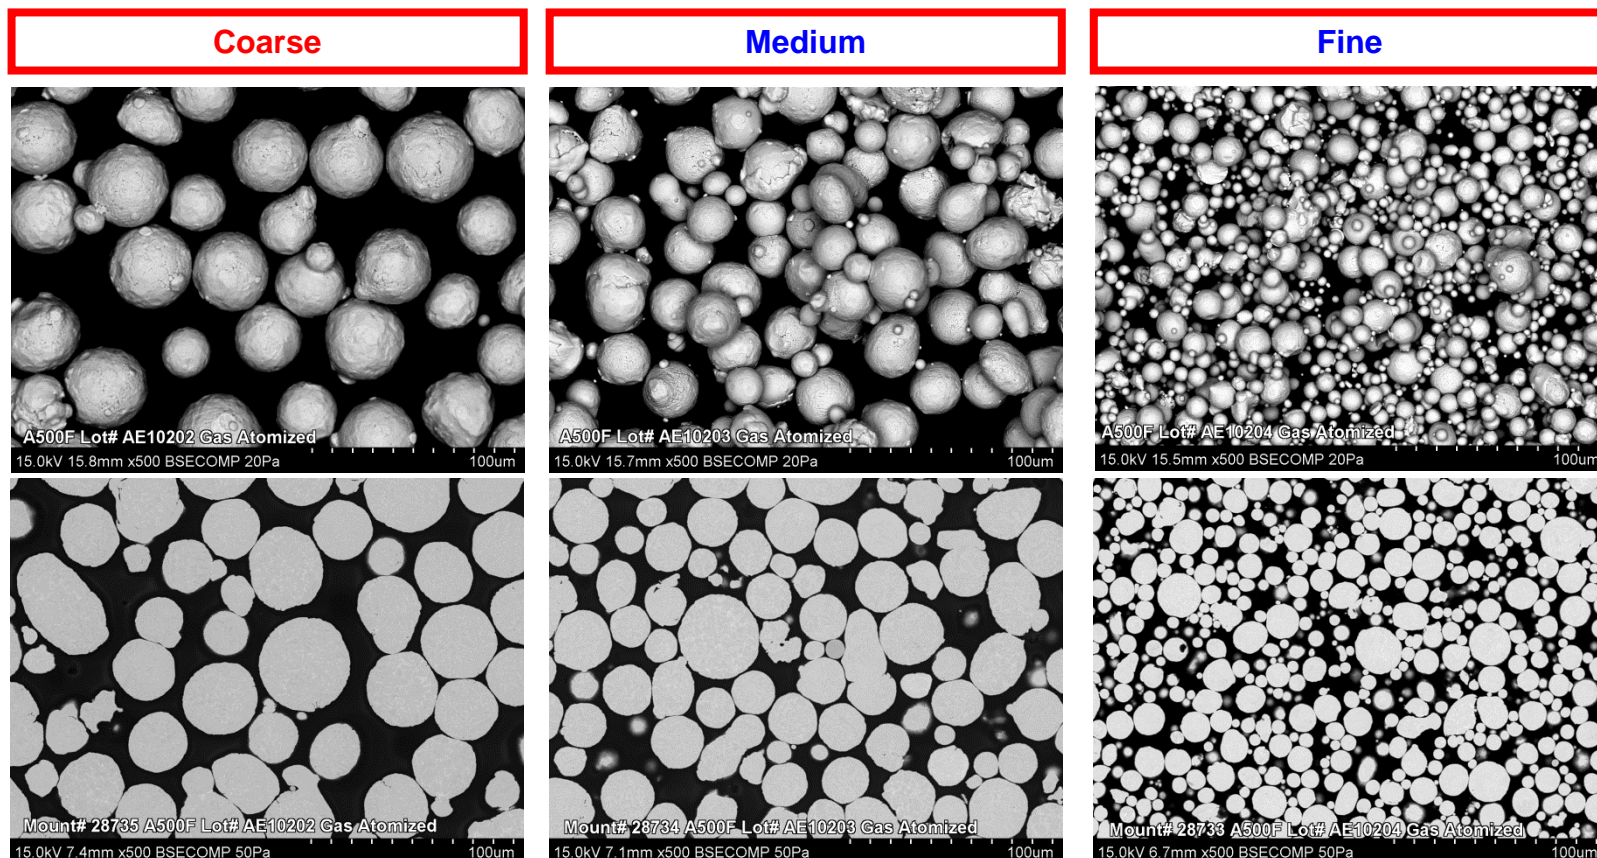 Coarse
Medium
Fine
A500F Lot# AE10202 Gas Atomized
15.0kV 15.8mm x500 BSECOMP 20Pa 100um
A500F Lot# AE10203 Gas Atomized
15.0kV 15.7mm x500 BSECOMP 20Pa 100um
A500F Lot# AE10204 Gas Atomized
15.0kV 15.5mm x500 BSECOMP 20Pa 100um
Mount# 28735 A500F Lot# AE10202 Gas Atomized
15.0kV 7.4mm x500 BSECOMP 50Pa 100um
Mount# 28734 A500F Lot# AE10203 Gas Atomized
15.0kV 7.1mm x500 BSECOMP 50Pa 100um
Mount# 28733 A500F Lot# AE10204 Gas Atomized
15.0kV 6.7mm x500 BSECOMP 50Pa 100um